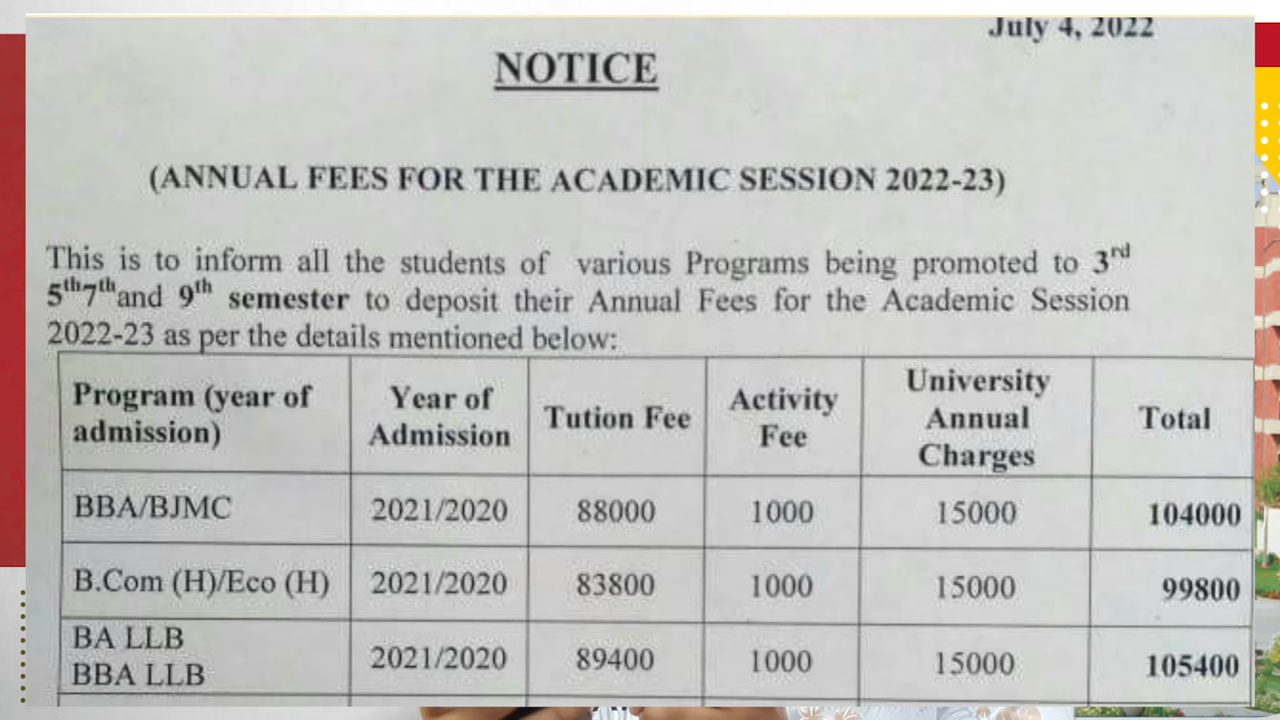 July 4, 2022
NOTICE
(ANNUAL FEES FOR THE ACADEMIC SESSION 2022-23)
This is to inform all the students of various Programs being promoted to 3rd
5th7thand 9th semester to deposit their Annual Fees for the Academic Session
2022-23 as per the details mentioned below:
Program (year of admission) Year of Admission Tution Fee Activity Fee University Annual Charges Total
BBA/BJMC 2021/2020 88000 1000 15000 104000
B.Com (H)/Eco (H) 2021/2020 83800 1000 15000 99800
BA LLB
BBA LLB 2021/2020 89400 1000 15000 105400